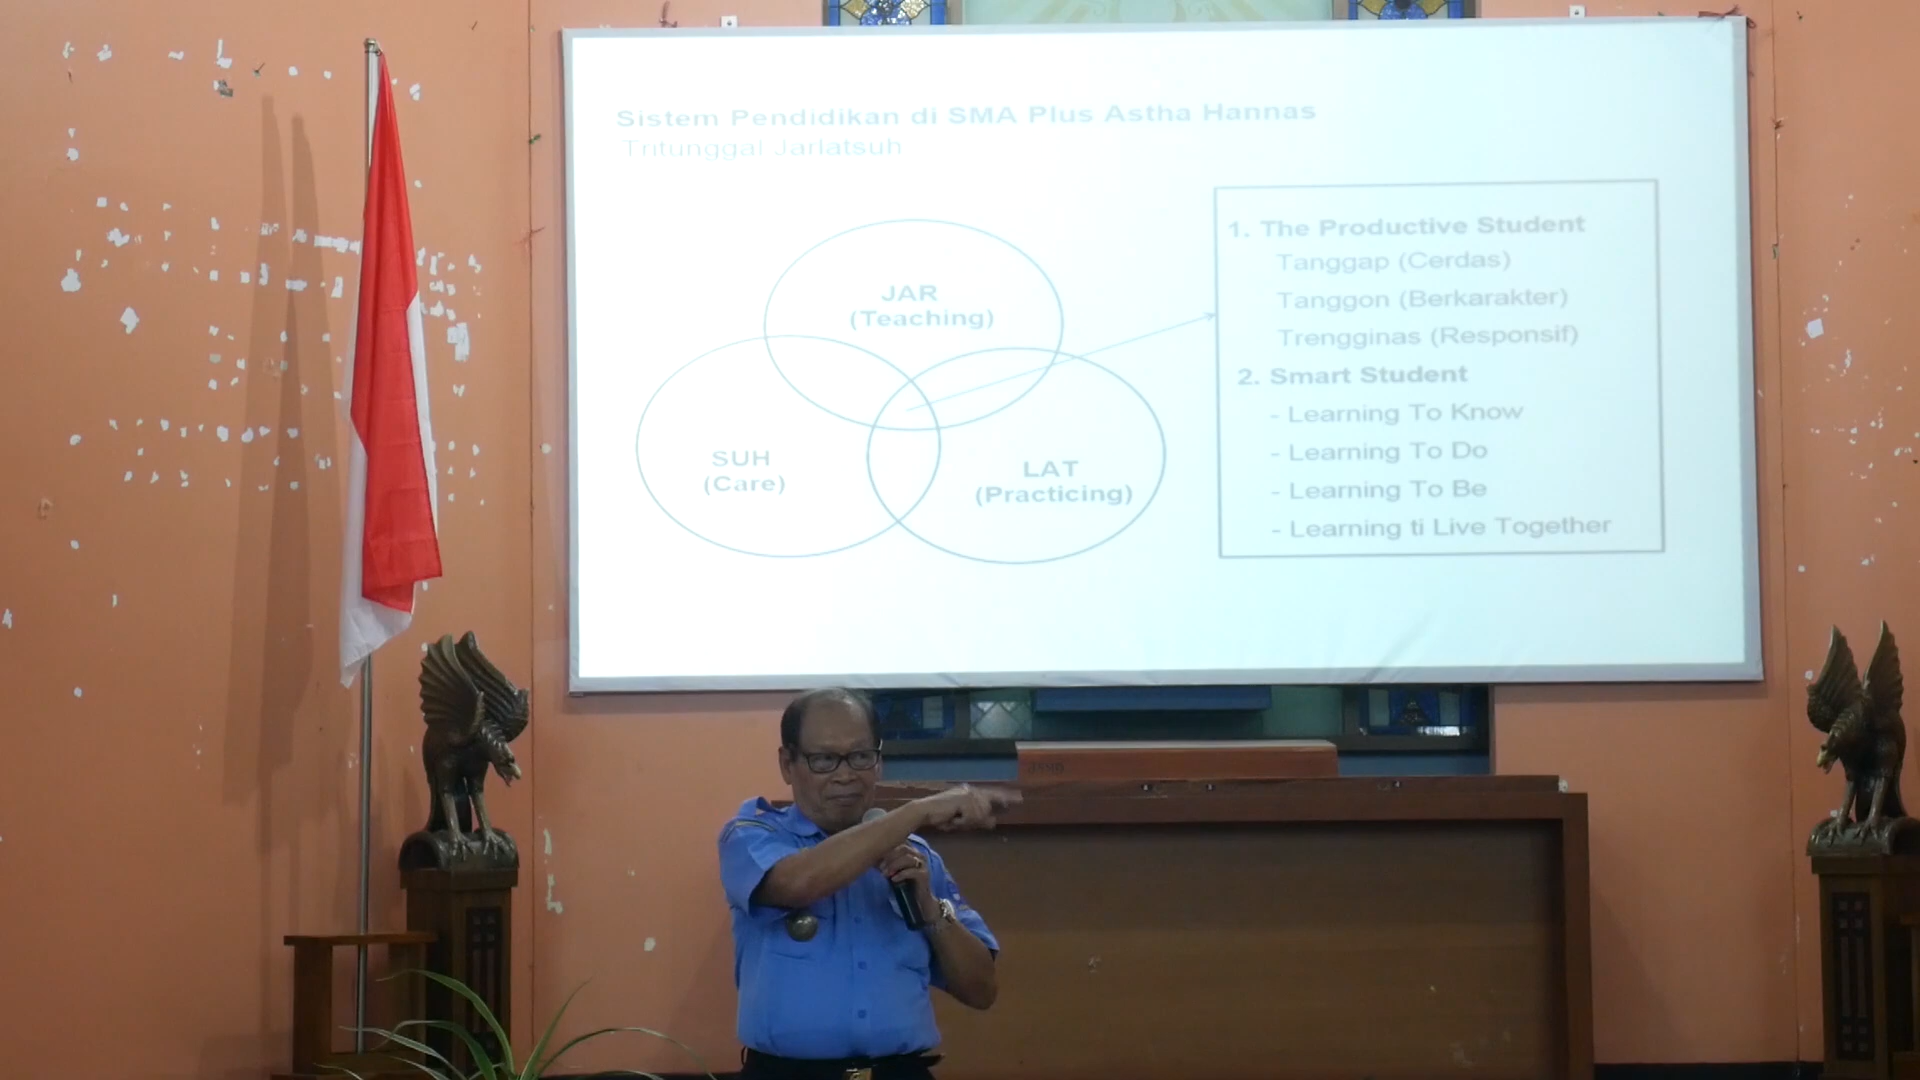 Sistem Pendidikan di SMA Plus Astha Hannas
Tritunggal Jarlatsuh
JAR
(Teaching)
SUH
(Care)
LAT
(Practicing)
1. The Productive Student
Tanggap (Cerdas)
Tanggon (Berkarakter)
Trengginas (Responsif)
2. Smart Student
- Learning To Know
- Learning To Do
- Learning To Be
- Learning ti Live Together